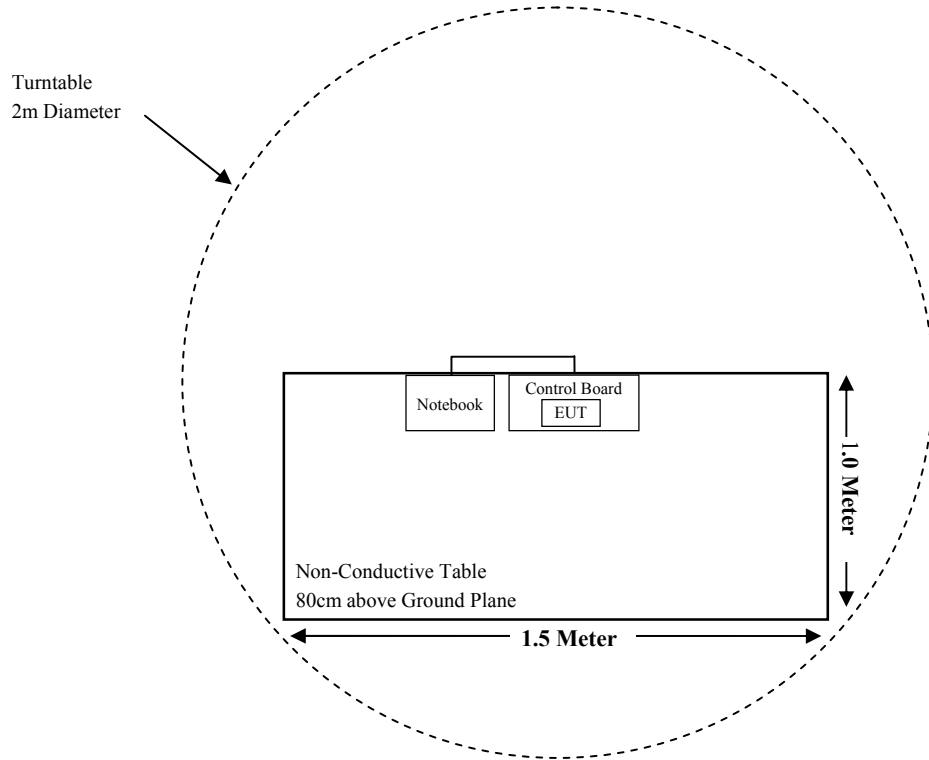 Turntable
2m Diameter
Notebook
Control Board
EUT
1.0 Meter
Non-Conductive Table
80cm above Ground Plane
1.5 Meter